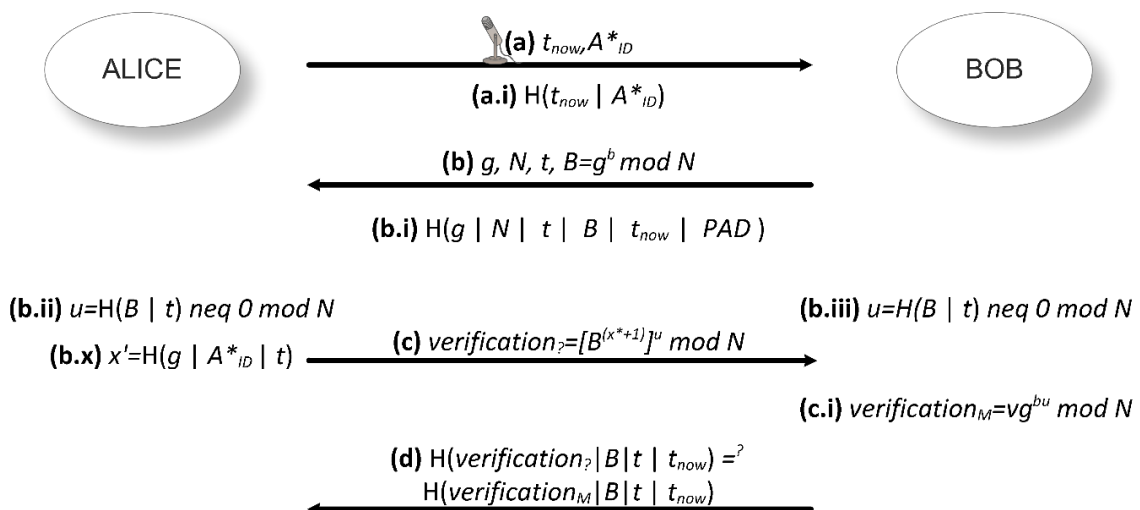 ALICE
(a) t_now, A*_ID
BOB
(a.i) H(t_now | A*_ID)
(b) g, N, t, B=g^b mod N
(b.i) H(g | N | t | B | t_now | PAD )
(b.ii) u=H(B | t) neq 0 mod N
(b.iii) u=H(B | t) neq 0 mod N
(b.x) x'=H(g | A*_ID | t)
(c) verification_?=[B^(x*+1)]^u mod N
(c.i) verification_M=vg^bu mod N
(d) H(verification_?|B|t | t_now) =^?
H(verification_M|B|t | t_now)